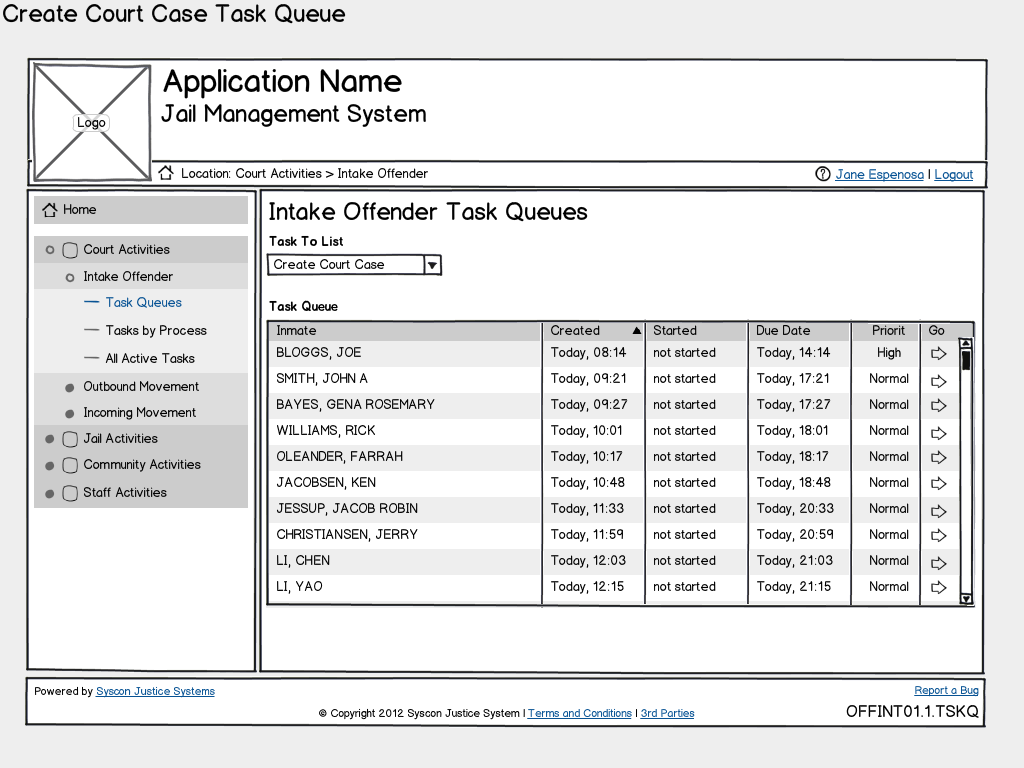 Create Court Case Task Queue
Application Name
Jail Management System
Logo
Location: Court Activities > Intake Offender
? Jane Espenosa | Logout
Home
Court Activities
Intake Offender
Task Queues
Tasks by Process
All Active Tasks
Outbound Movement
Incoming Movement
Jail Activities
Community Activities
Staff Activities
Intake Offender Task Queues
Task To List
Create Court Case
Task Queue
Inmate Created Started Due Date Priorit Go
BLOGGS, JOE Today, 08:14 not started Today, 14:14 High
SMITH, JOHN A Today, 09:21 not started Today, 17:21 Normal
BAYES, GENA ROSEMARY Today, 09:27 not started Today, 17:27 Normal
WILLIAMS, RICK Today, 10:01 not started Today, 18:01 Normal
OLEANDER, FARRAH Today, 10:17 not started Today, 18:17 Normal
JACOBSEN, KEN Today, 10:48 not started Today, 18:48 Normal
JESSUP, JACOB ROBIN Today, 11:33 not started Today, 20:33 Normal
CHRISTIANSEN, JERRY Today, 11:59 not started Today, 20:59 Normal
LI, CHEN Today, 12:03 not started Today, 21:03 Normal
LI, YAO Today, 12:15 not started Today, 21:15 Normal
Powered by Syscon Justice Systems
Report a Bug
© Copyright 2012 Syscon Justice System | Terms and Conditions | 3rd Parties
OFFINT01.1.TSKQ